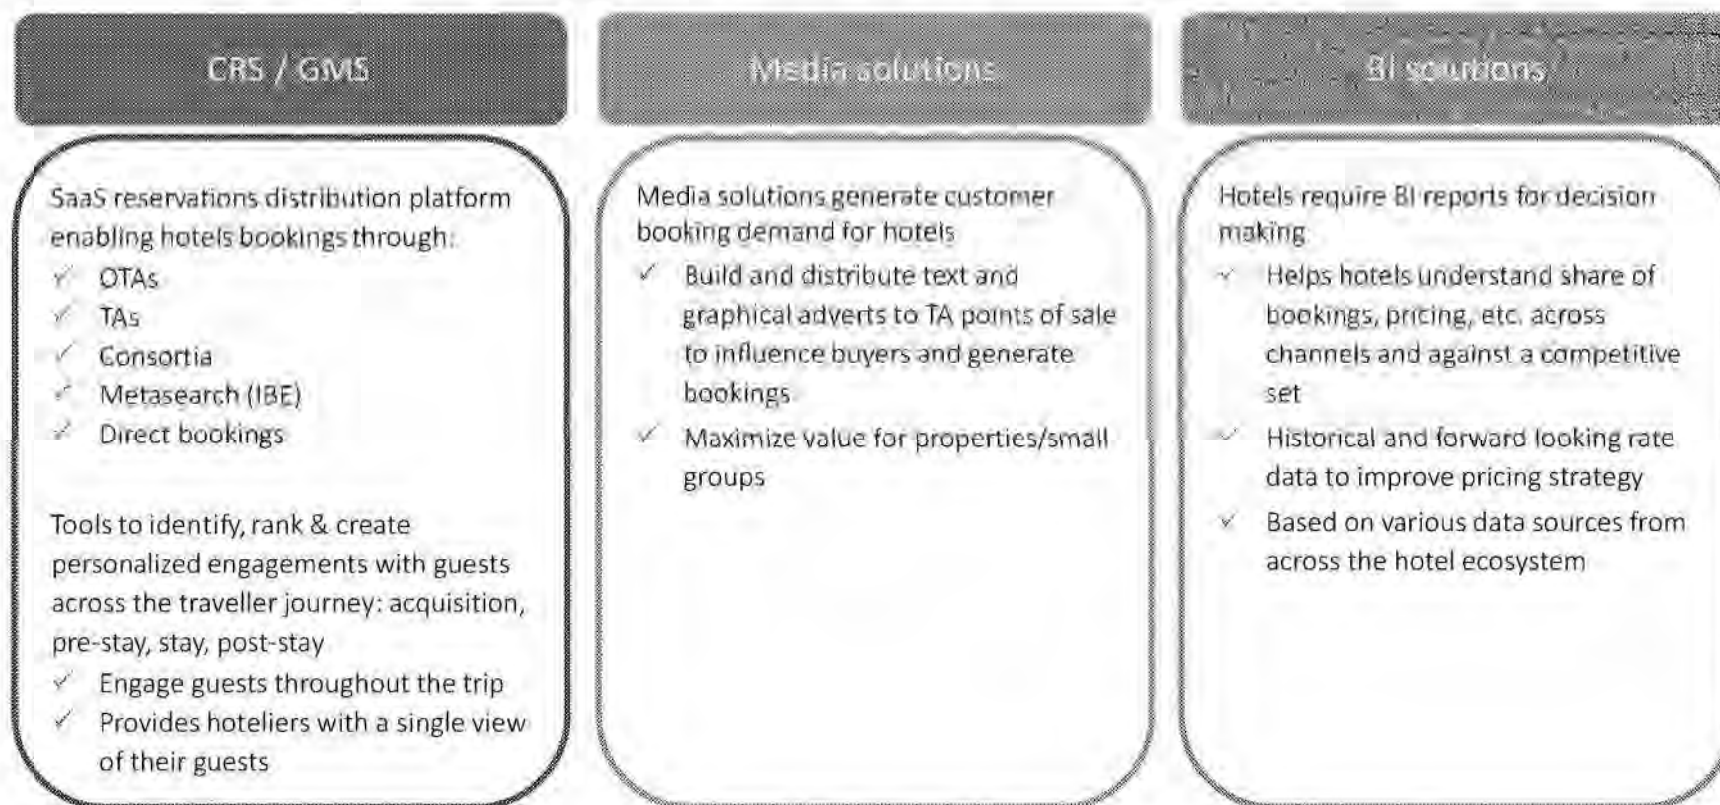 CRS / GMS
SaaS reservations distribution platform
enabling hotels bookings through:
✓ OTAs
✓ TAs
✓ Consortia
✓ Metasearch (IBE)
✓ Direct bookings
Tools to identify, rank & create
personalized engagements with guests
across the traveller journey: acquisition,
pre-stay, stay, post-stay
✓ Engage guests throughout the trip
✓ Provides hoteliers with a single view
of their guests
Media solutions
Media solutions generate customer
booking demand for hotels
✓ Build and distribute text and
graphical adverts to TA points of sale
to influence buyers and generate
bookings
✓ Maximize value for properties/small
groups
BI solutions
Hotels require BI reports for decision
making
✓ Helps hotels understand share of
bookings, pricing, etc. across
channels and against a competitive
set
✓ Historical and forward looking rate
data to improve pricing strategy
✓ Based on various data sources from
across the hotel ecosystem